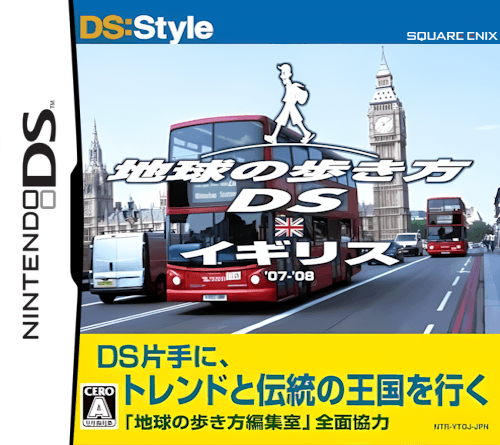 DS:Style
SQUARE ENIX
NINTENDO DS™
地球の歩き方
DS
イギリス
'07-'08
DS片手に、
トレンドと伝統の王国を行く
CERO
A
「地球の歩き方編集室」全面協力
NTR-YTGJ-JPN